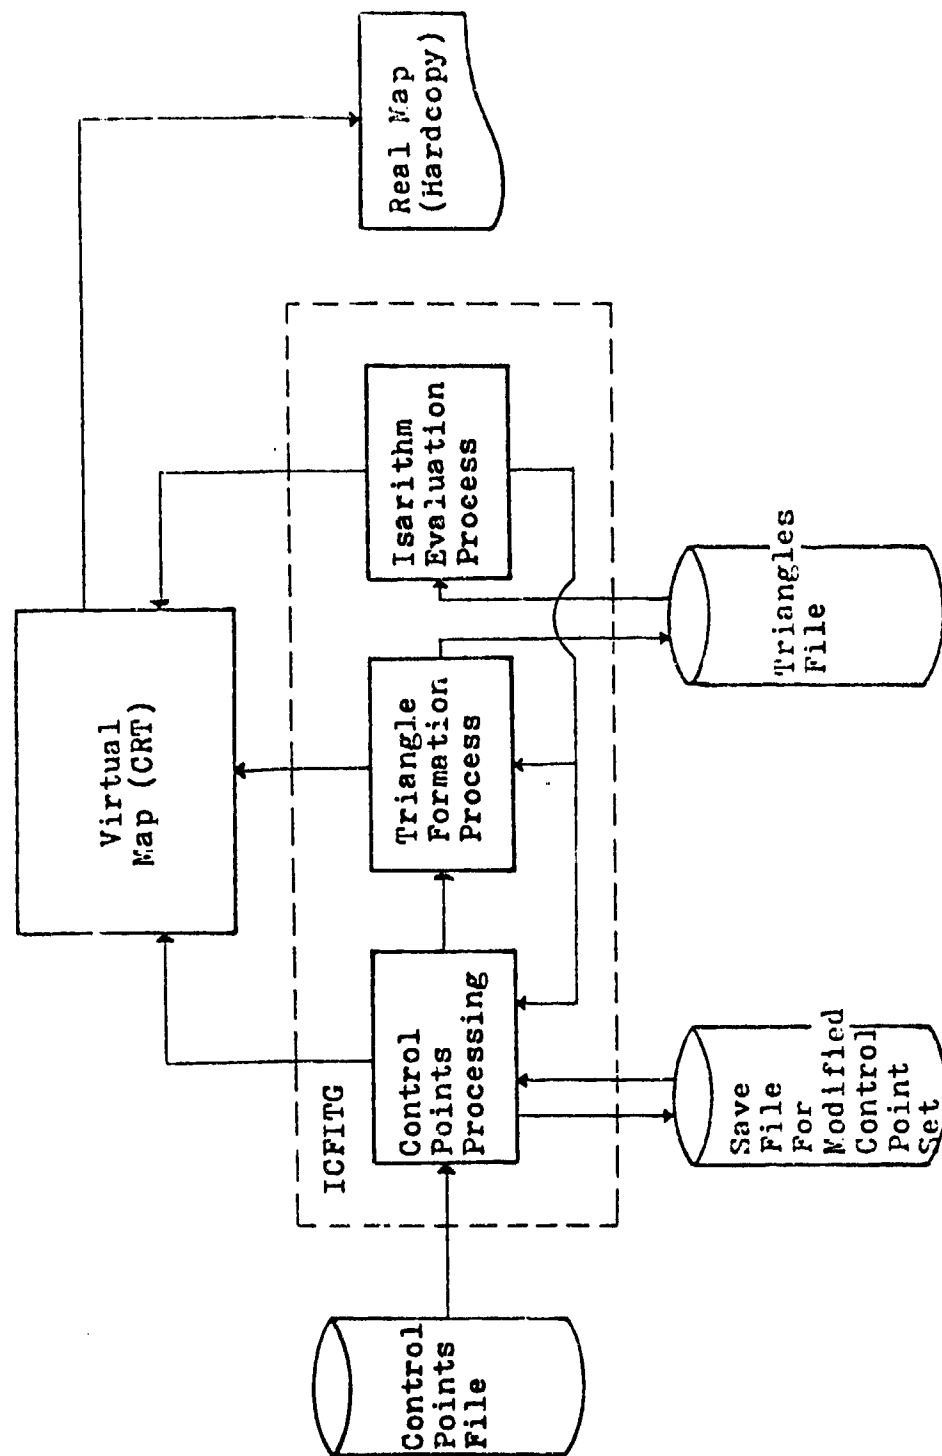 Virtual
Map (CRT)
Real Map
(Hardcopy)
ICFITG
Control
Points
File
Control
Points
Processing
Triangle
Formation
Process
Isarithm
Evaluation
Process
Save
File
For
Modified
Control
Point
Set
Triangles
File